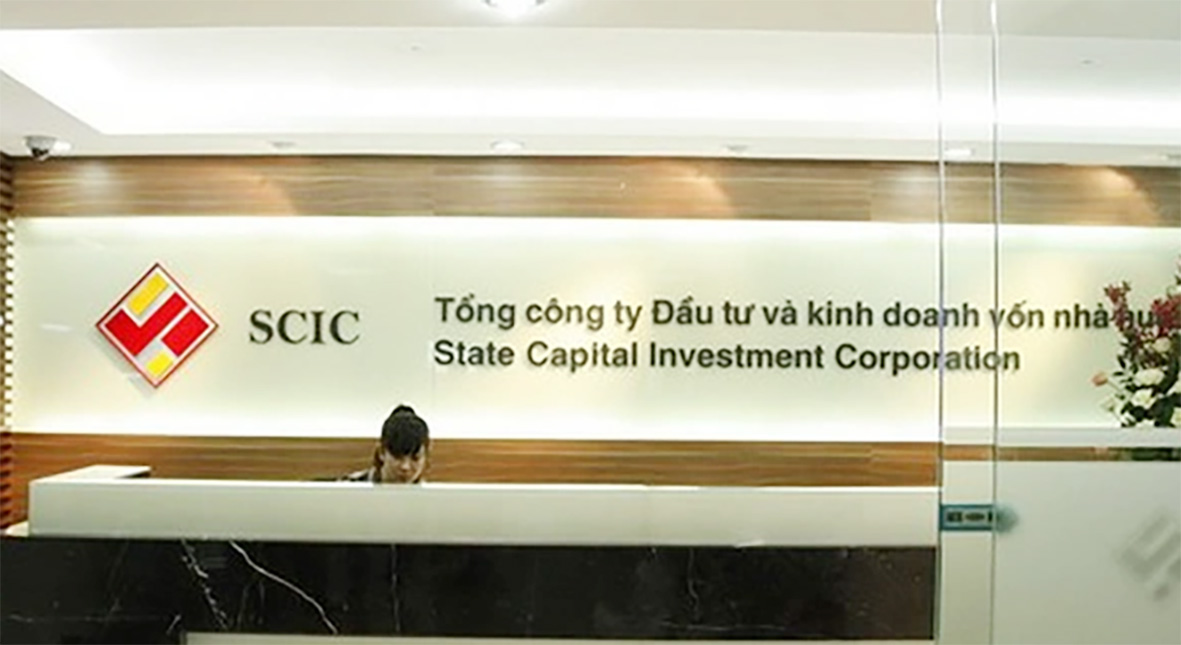 SCIC
Tổng công ty Đầu tư và kinh doanh vốn nhà
State Capital Investment Corporation